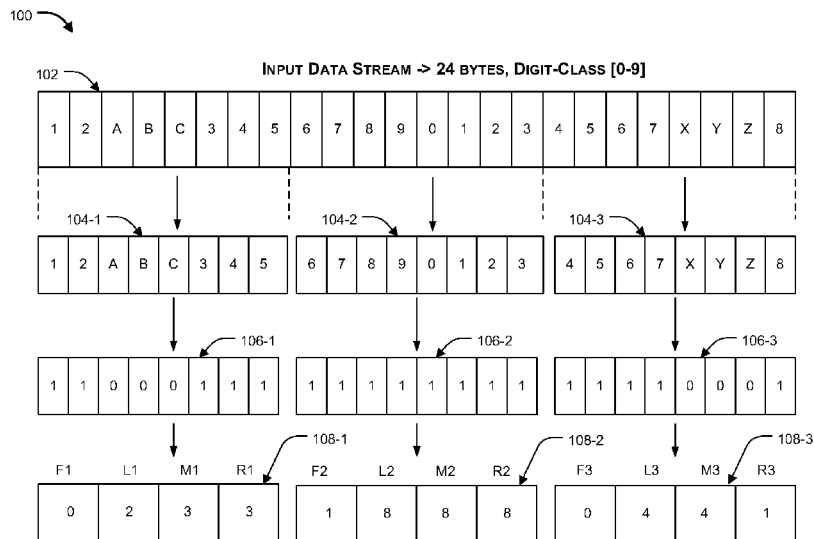 100
INPUT DATA STREAM -> 24 BYTES, DIGIT-CLASS [0-9]
102
1 2 A B C 3 4 5 6 7 8 9 0 1 2 3 4 5 6 7 X Y Z 8
104-1 104-2 104-3
1 2 A B C 3 4 5 6 7 8 9 0 1 2 3 4 5 6 7 X Y Z 8
106-1 106-2 106-3
1 1 0 0 0 1 1 1 1 1 1 1 1 1 1 1 1 1 1 1 0 0 0 1
108-1 108-2 108-3
F1 L1 M1 R1 F2 L2 M2 R2 F3 L3 M3 R3
0 2 3 3 1 8 8 8 0 4 4 1